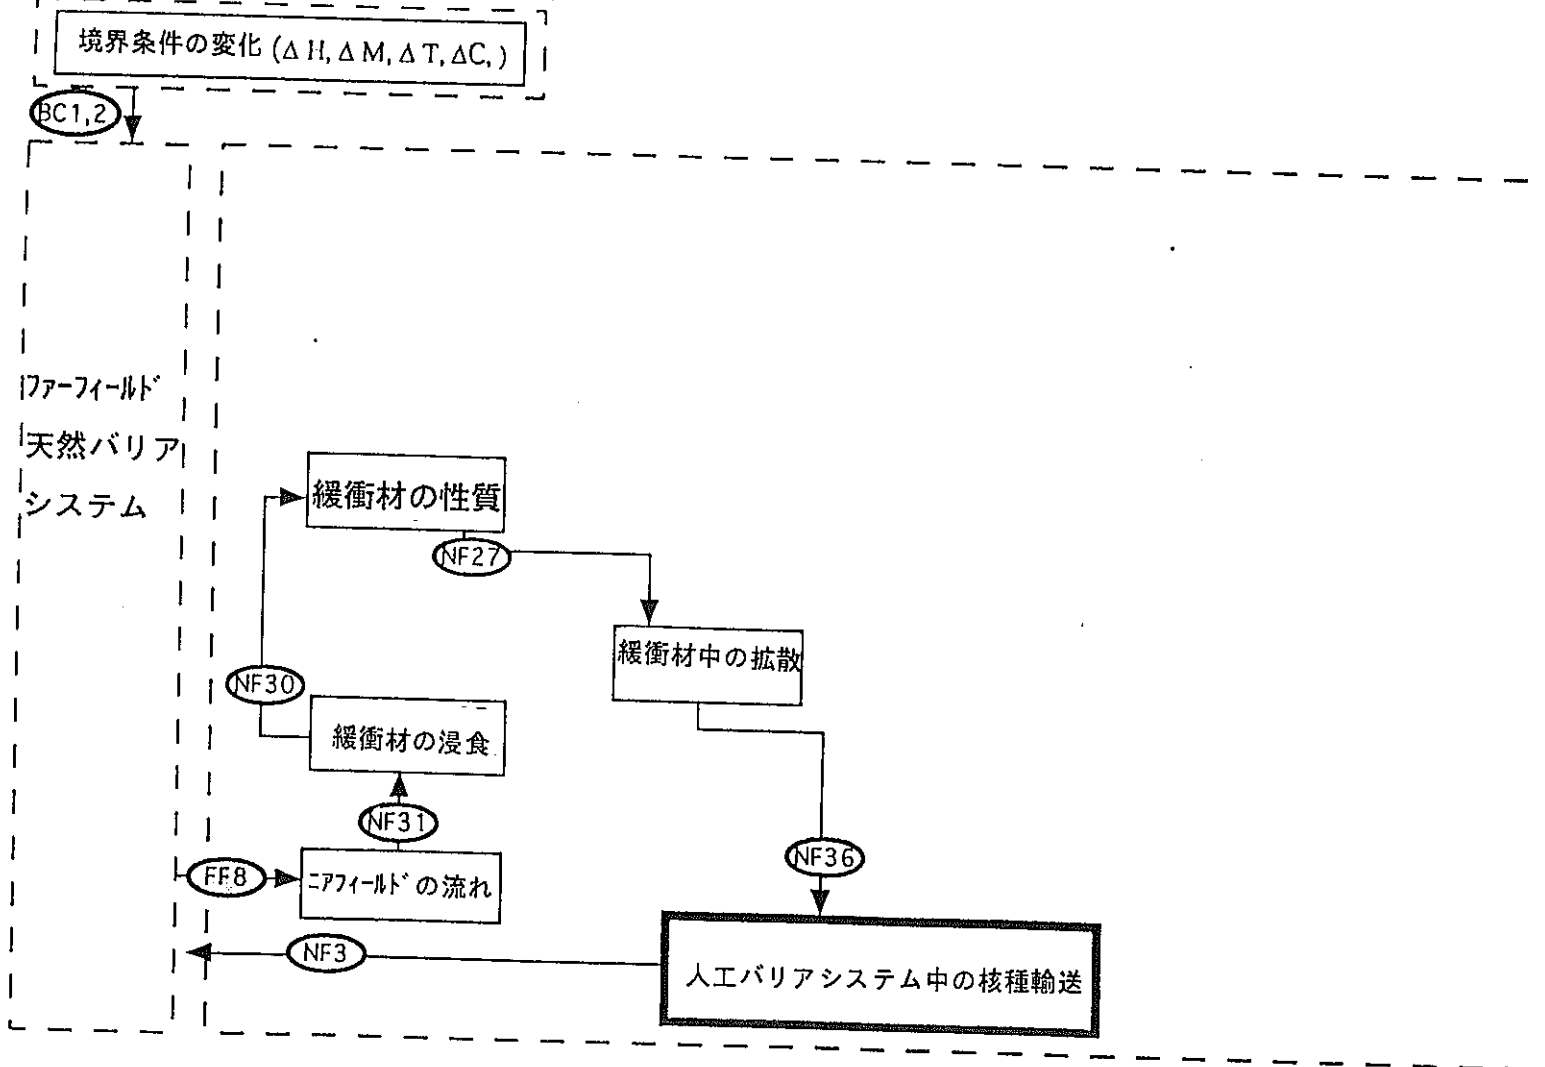 境界条件の変化 (Δ H, Δ M, Δ T, ΔC, )
BC1,2
ファーフィールド
天然バリア
システム
緩衝材の性質
NF27
緩衝材中の拡散
NF30
緩衝材の浸食
NF31
NF36
FF8
ニアフィールドの流れ
NF3
人工バリアシステム中の核種輸送